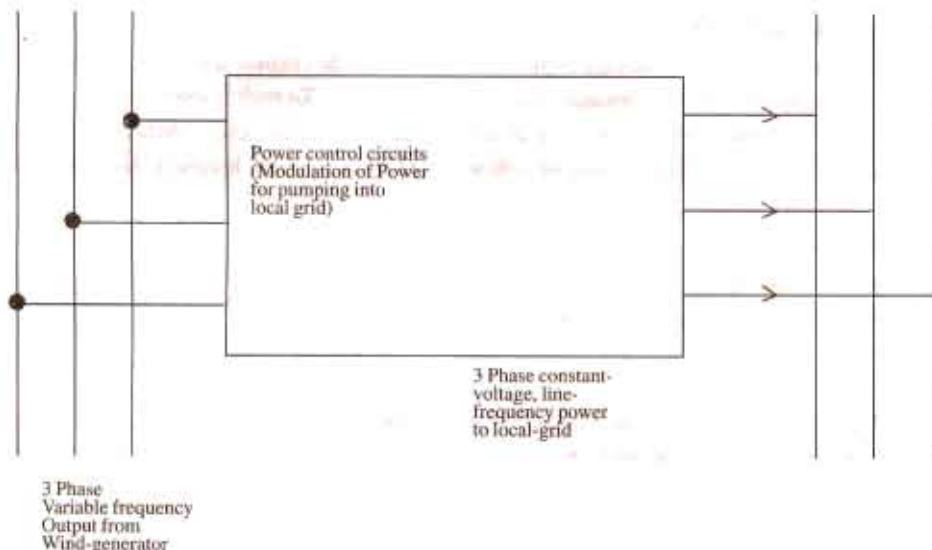 Power control circuits
(Modulation of Power
for pumping into
local grid)
3 Phase constant-
voltage, line-
frequency power
to local-grid
3 Phase
Variable frequency
Output from
Wind-generator